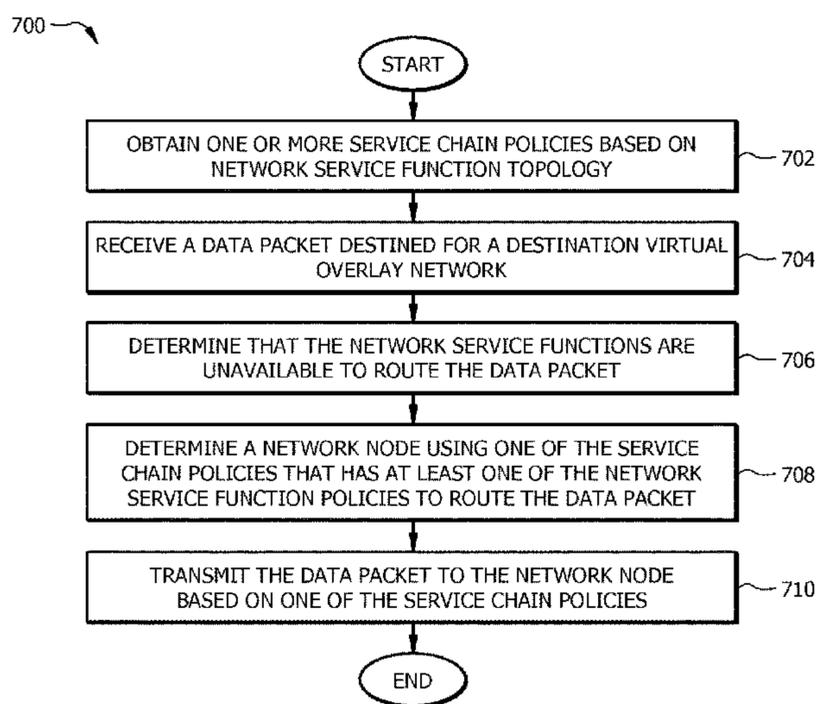 700
START
OBTAIN ONE OR MORE SERVICE CHAIN POLICIES BASED ON
NETWORK SERVICE FUNCTION TOPOLOGY
702
RECEIVE A DATA PACKET DESTINED FOR A DESTINATION VIRTUAL
OVERLAY NETWORK
704
DETERMINE THAT THE NETWORK SERVICE FUNCTIONS ARE
UNAVAILABLE TO ROUTE THE DATA PACKET
706
DETERMINE A NETWORK NODE USING ONE OF THE SERVICE
CHAIN POLICIES THAT HAS AT LEAST ONE OF THE NETWORK
SERVICE FUNCTION POLICIES TO ROUTE THE DATA PACKET
708
TRANSMIT THE DATA PACKET TO THE NETWORK NODE
BASED ON ONE OF THE SERVICE CHAIN POLICIES
710
END